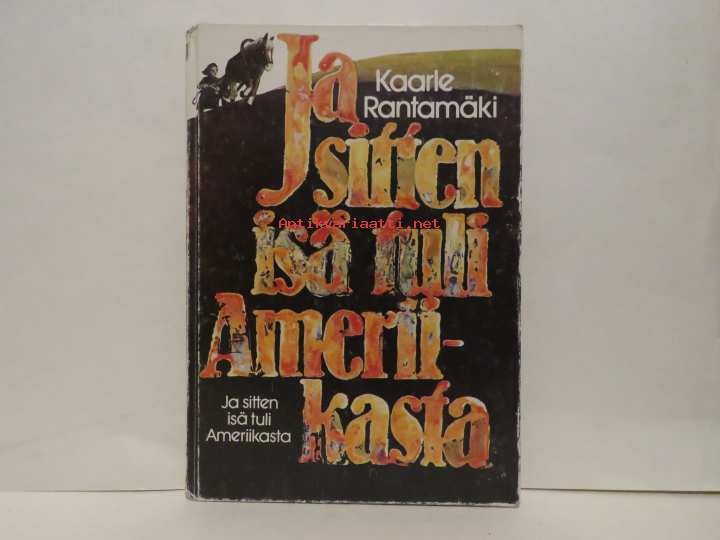 Kaarle
Rantamäki
Ja
sitten
isä tuli
Amerii-
kasta
Antikvariaatti.net
Ja sitten
isä tuli
Ameriikasta